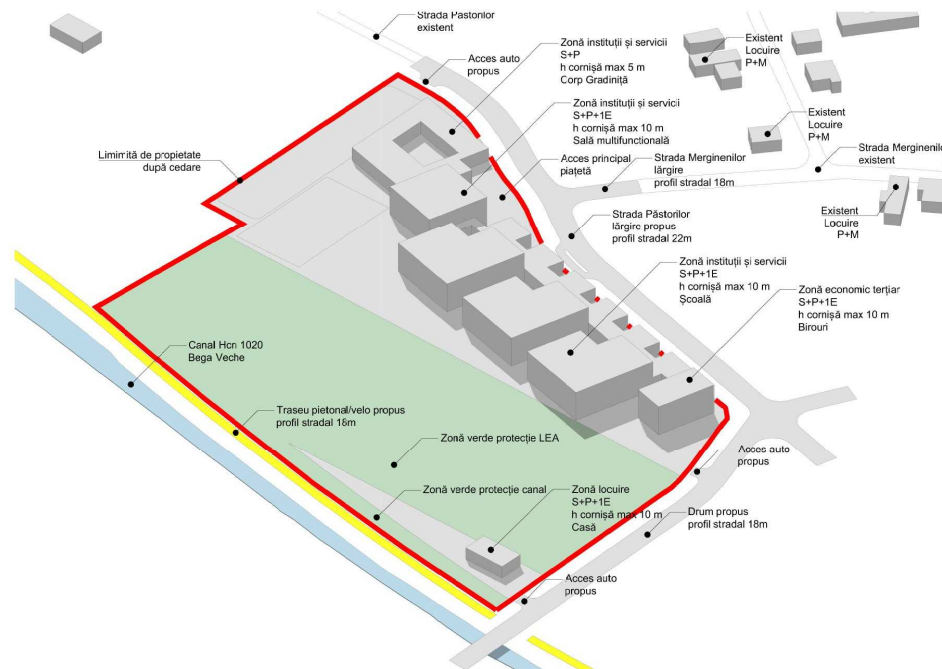 Strada Pastorilor
existent
Acces auto
propus
Zonă instituții și servicii
S+P
h cornișă max 5 m
Corp Gradiniță
Existent
Locuire
P+M
Zonă instituții și servicii
S+P+1E
h cornișă max 10 m
Sală multifuncțională
Existent
Locuire
P+M
Limimită de propietate
după cedare
Acces principal
piațetă
Strada Merginenilor
lărgire
profil stradal 18m
Strada Merginenilor
existent
Strada Păstorilor
lărgire propus
profil stradal 22m
Existent
Locuire
P+M
Zonă instituții și servicii
S+P+1E
h cornișă max 10 m
Școală
Zonă economic terțiar
S+P+1E
h cornișă max 10 m
Birouri
Canal Hcn 1020
Bega Veche
Traseu pietonal/velo propus
profil stradal 18m
Zonă verde protecție LEA
Acces auto
propus
Zonă verde protecție canal
Zonă locuire
S+P+1E
h cornișă max 10 m
Casă
Drum propus
profil stradal 18m
Acces auto
propus